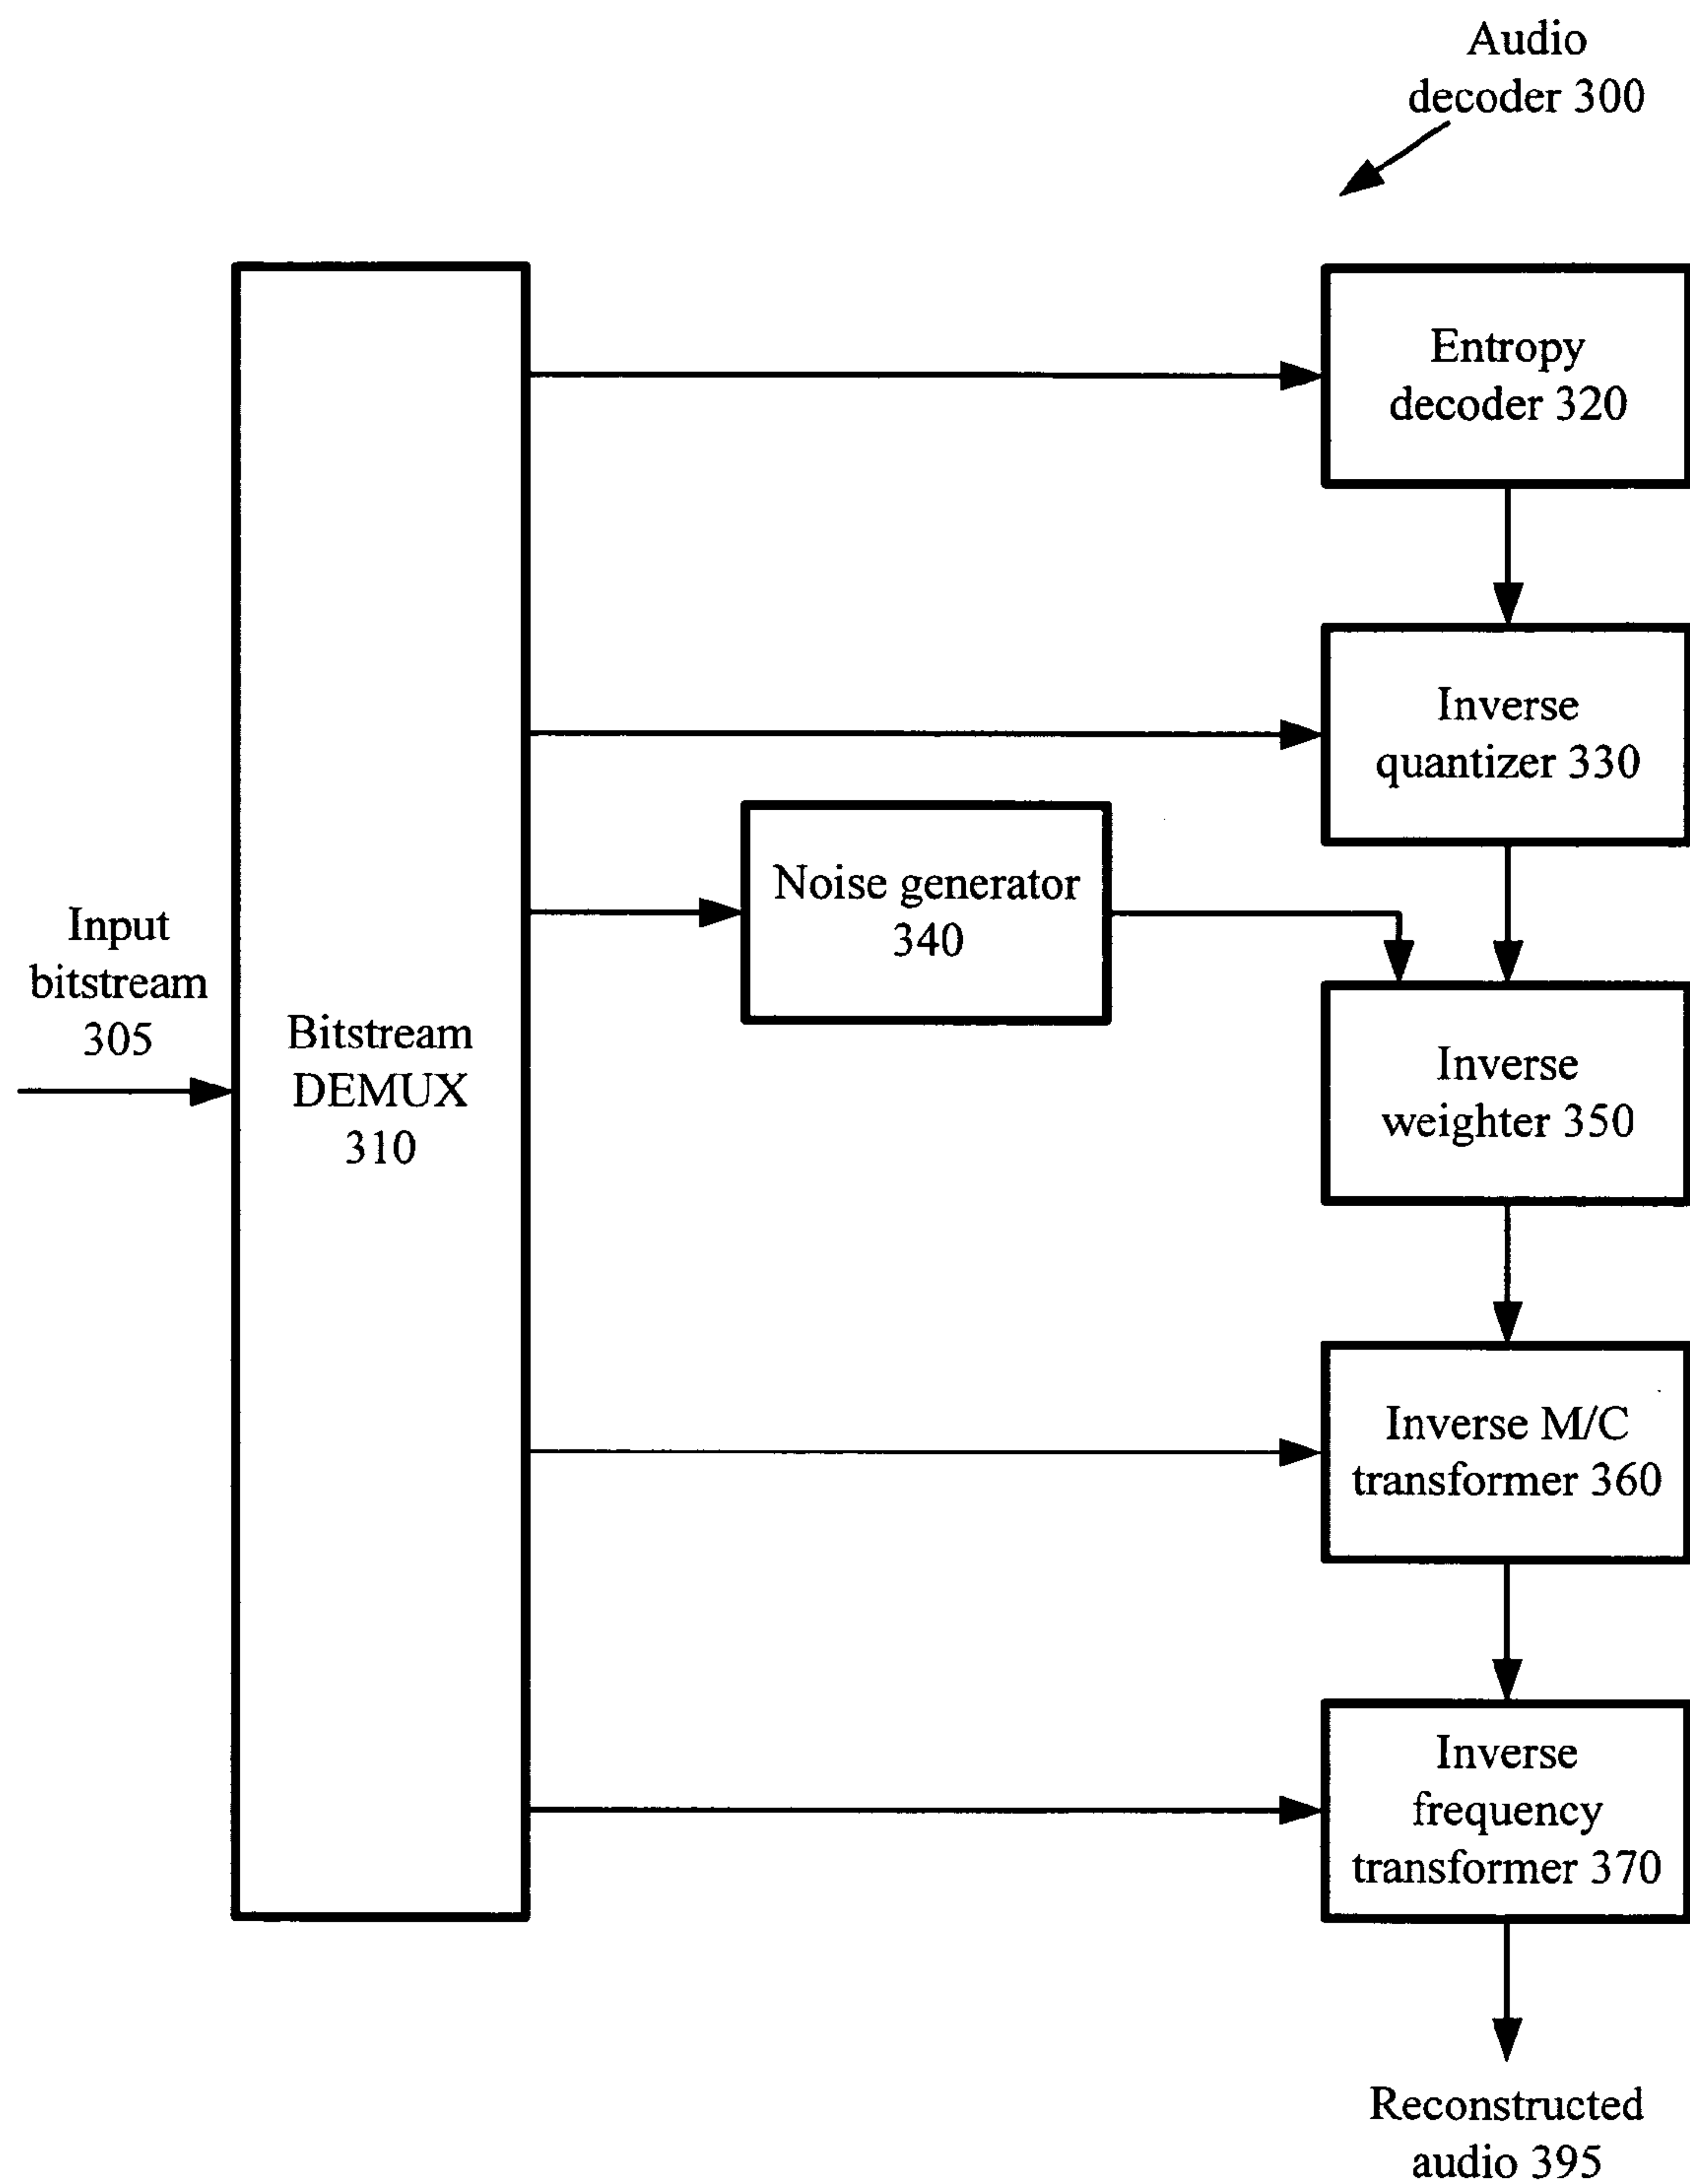 Audio
decoder 300
Entropy
decoder 320
Inverse
quantizer 330
Noise generator
340
Input
bitstream
305
Bitstream
DEMUX
310
Inverse
weighter 350
Inverse M/C
transformer 360
Inverse
frequency
transformer 370
Reconstructed
audio 395